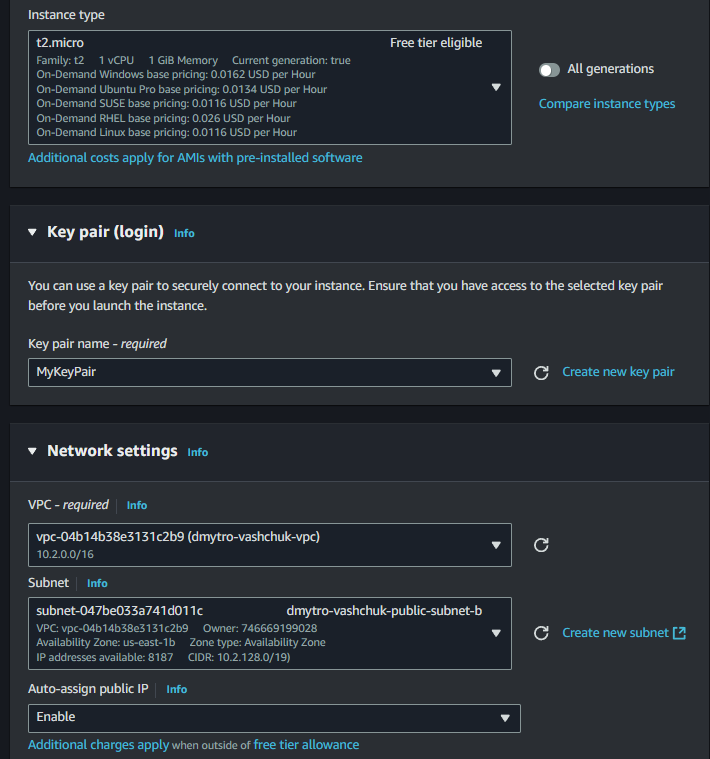 Instance type
t2.micro Free tier eligible
Family: t2 1 vCPU 1 GiB Memory Current generation: true
On-Demand Windows base pricing: 0.0162 USD per Hour
On-Demand Ubuntu Pro base pricing: 0.0134 USD per Hour
On-Demand SUSE base pricing: 0.0116 USD per Hour
On-Demand RHEL base pricing: 0.026 USD per Hour
On-Demand Linux base pricing: 0.0116 USD per Hour
All generations
Compare instance types
Additional costs apply for AMIs with pre-installed software
Key pair (login) Info
You can use a key pair to securely connect to your instance. Ensure that you have access to the selected key pair
before you launch the instance.
Key pair name - required
MyKeyPair
Create new key pair
Network settings Info
VPC - required Info
vpc-04b14b38e3131c2b9 (dmytro-vashchuk-vpc)
10.2.0.0/16
Subnet Info
subnet-047be033a741d011c dmytro-vashchuk-public-subnet-b
VPC: vpc-04b14b38e3131c2b9 Owner: 746669199028
Availability Zone: us-east-1b Zone type: Availability Zone
IP addresses available: 8187 CIDR: 10.2.128.0/19)
Create new subnet
Auto-assign public IP Info
Enable
Additional charges apply when outside of free tier allowance